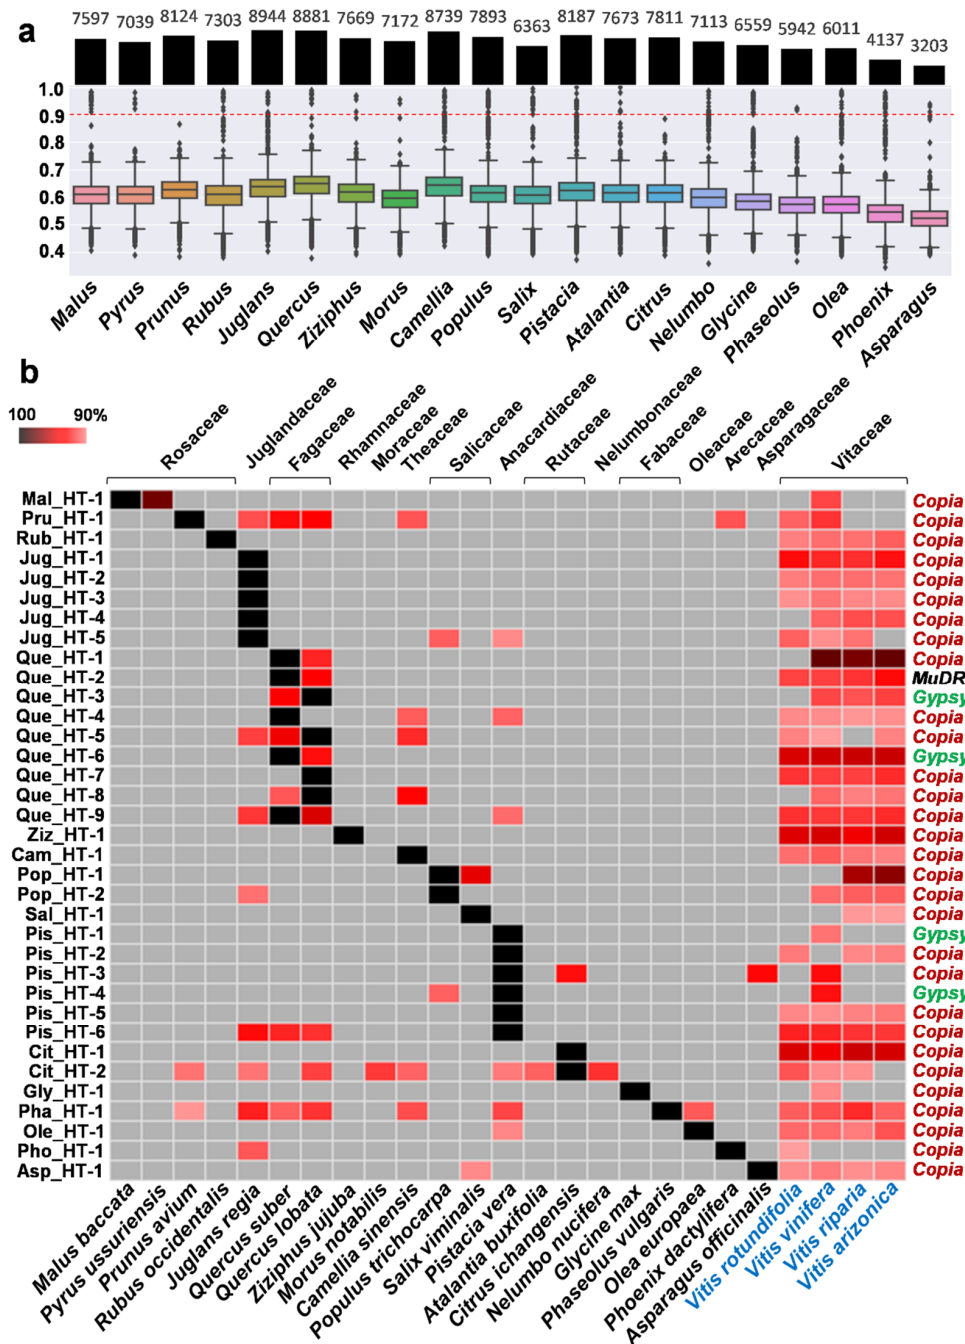 a
7597 7039 8124 7303 8944 8881 7669 7172 8739 7893 6363 8187 7673 7811 7113 6559 5942 6011 4137 3203
1.0
0.9
0.8
0.7
0.6
0.5
0.4
Malus Pyrus Prunus Rubus Juglans Quercus Ziziphus Morus Camellia Populus Salix Pistacia Atalantia Citrus Nelumbo Glycine Phaseolus Olea Phoenix Asparagus
b
100 90%
Rosaceae Juglandaceae Fagaceae Rhamnaceae Moraceae Theaceae Salicaceae Anacardiaceae Rutaceae Nelumbonaceae Fabaceae Oleaceae Arecaceae Asparagaceae Vitaceae
Mal_HT-1 Copia
Pru_HT-1 Copia
Rub_HT-1 Copia
Jug_HT-1 Copia
Jug_HT-2 Copia
Jug_HT-3 Copia
Jug_HT-4 Copia
Jug_HT-5 Copia
Que_HT-1 Copia
Que_HT-2 MuDR
Que_HT-3 Gypsy
Que_HT-4 Copia
Que_HT-5 Copia
Que_HT-6 Gypsy
Que_HT-7 Copia
Que_HT-8 Copia
Que_HT-9 Copia
Ziz_HT-1 Copia
Cam_HT-1 Copia
Pop_HT-1 Copia
Pop_HT-2 Copia
Sal_HT-1 Copia
Pis_HT-1 Gypsy
Pis_HT-2 Copia
Pis_HT-3 Copia
Pis_HT-4 Gypsy
Pis_HT-5 Copia
Pis_HT-6 Copia
Cit_HT-1 Copia
Cit_HT-2 Copia
Gly_HT-1 Copia
Pha_HT-1 Copia
Ole_HT-1 Copia
Pho_HT-1 Copia
Asp_HT-1 Copia
Malus baccata
Pyrus ussuriensis
Prunus avium
Rubus occidentalis
Juglans regia
Quercus suber
Quercus lobata
Ziziphus jujuba
Morus notabilis
Camellia sinensis
Populus trichocarpa
Salix viminalis
Pistacia vera
Atalantia buxifolia
Citrus ichangensis
Nelumbo nucifera
Glycine max
Phaseolus vulgaris
Olea europaea
Phoenix dactylifera
Asparagus officinalis
Vitis rotundifolia
Vitis vinifera
Vitis riparia
Vitis arizonica